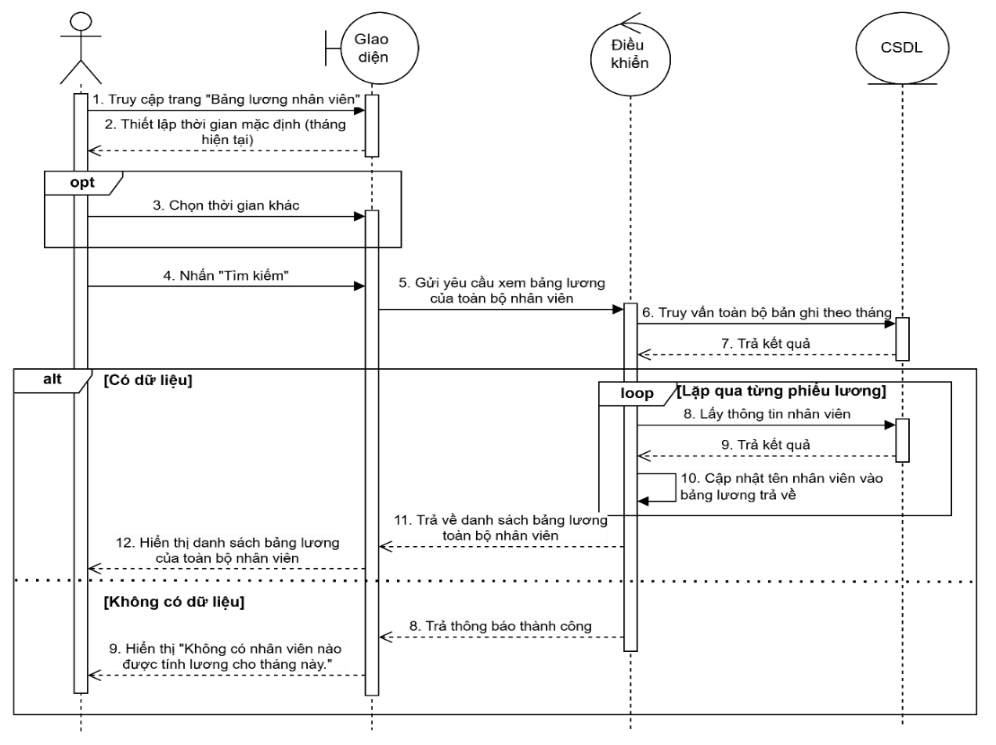 Giao
diện
Điều
khiển
CSDL
1. Truy cập trang "Bảng lương nhân viên"
2. Thiết lập thời gian mặc định (tháng
hiện tại)
opt
3. Chọn thời gian khác
4. Nhấn "Tìm kiếm"
5. Gửi yêu cầu xem bảng lương
của toàn bộ nhân viên
6. Truy vấn toàn bộ bản ghi theo tháng
7. Trả kết quả
alt
[Có dữ liệu]
loop
[Lặp qua từng phiếu lương]
8. Lấy thông tin nhân viên
9. Trả kết quả
10. Cập nhật tên nhân viên vào
bảng lương trả về
11. Trả về danh sách bảng lương
toàn bộ nhân viên
12. Hiển thị danh sách bảng lương
của toàn bộ nhân viên
[Không có dữ liệu]
8. Trả thông báo thành công
9. Hiển thị "Không có nhân viên nào
được tính lương cho tháng này."